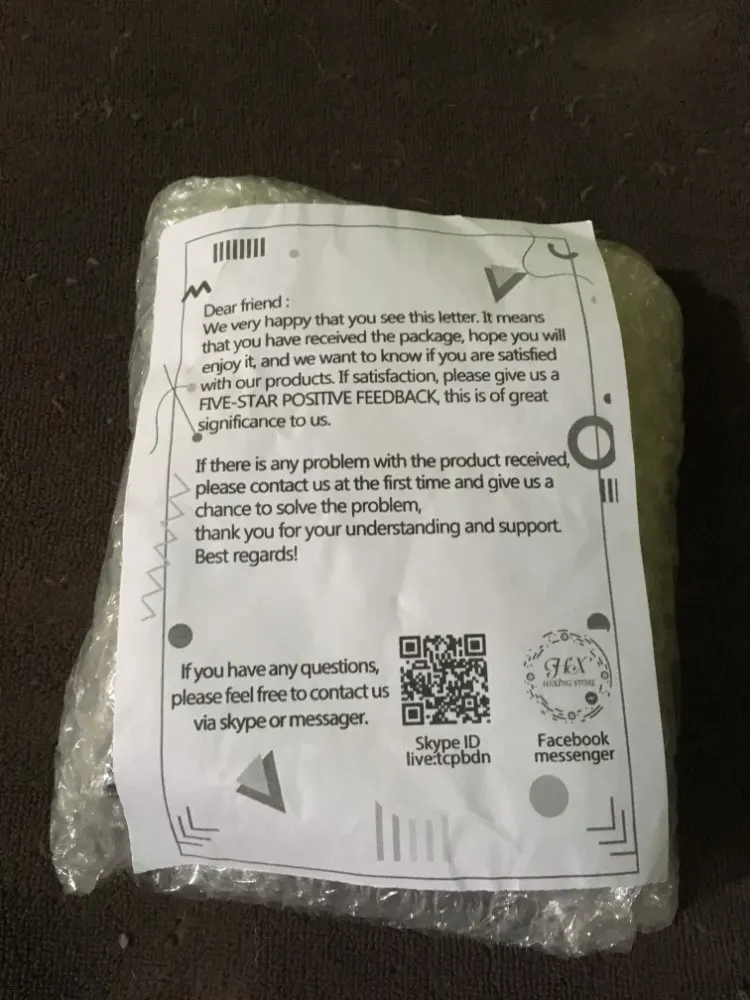 Dear friend :
We very happy that you see this letter. It means
that you have received the package, hope you will
enjoy it, and we want to know if you are satisfied
with our products. If satisfaction, please give us a
FIVE-STAR POSITIVE FEEDBACK, this is of great
significance to us.
If there is any problem with the product received,
please contact us at the first time and give us a
chance to solve the problem,
thank you for your understanding and support.
Best regards!
If you have any questions,
please feel free to contact us
via skype or messager.
Skype ID
live:tcpbdn
HX
STORE
Facebook
messenger